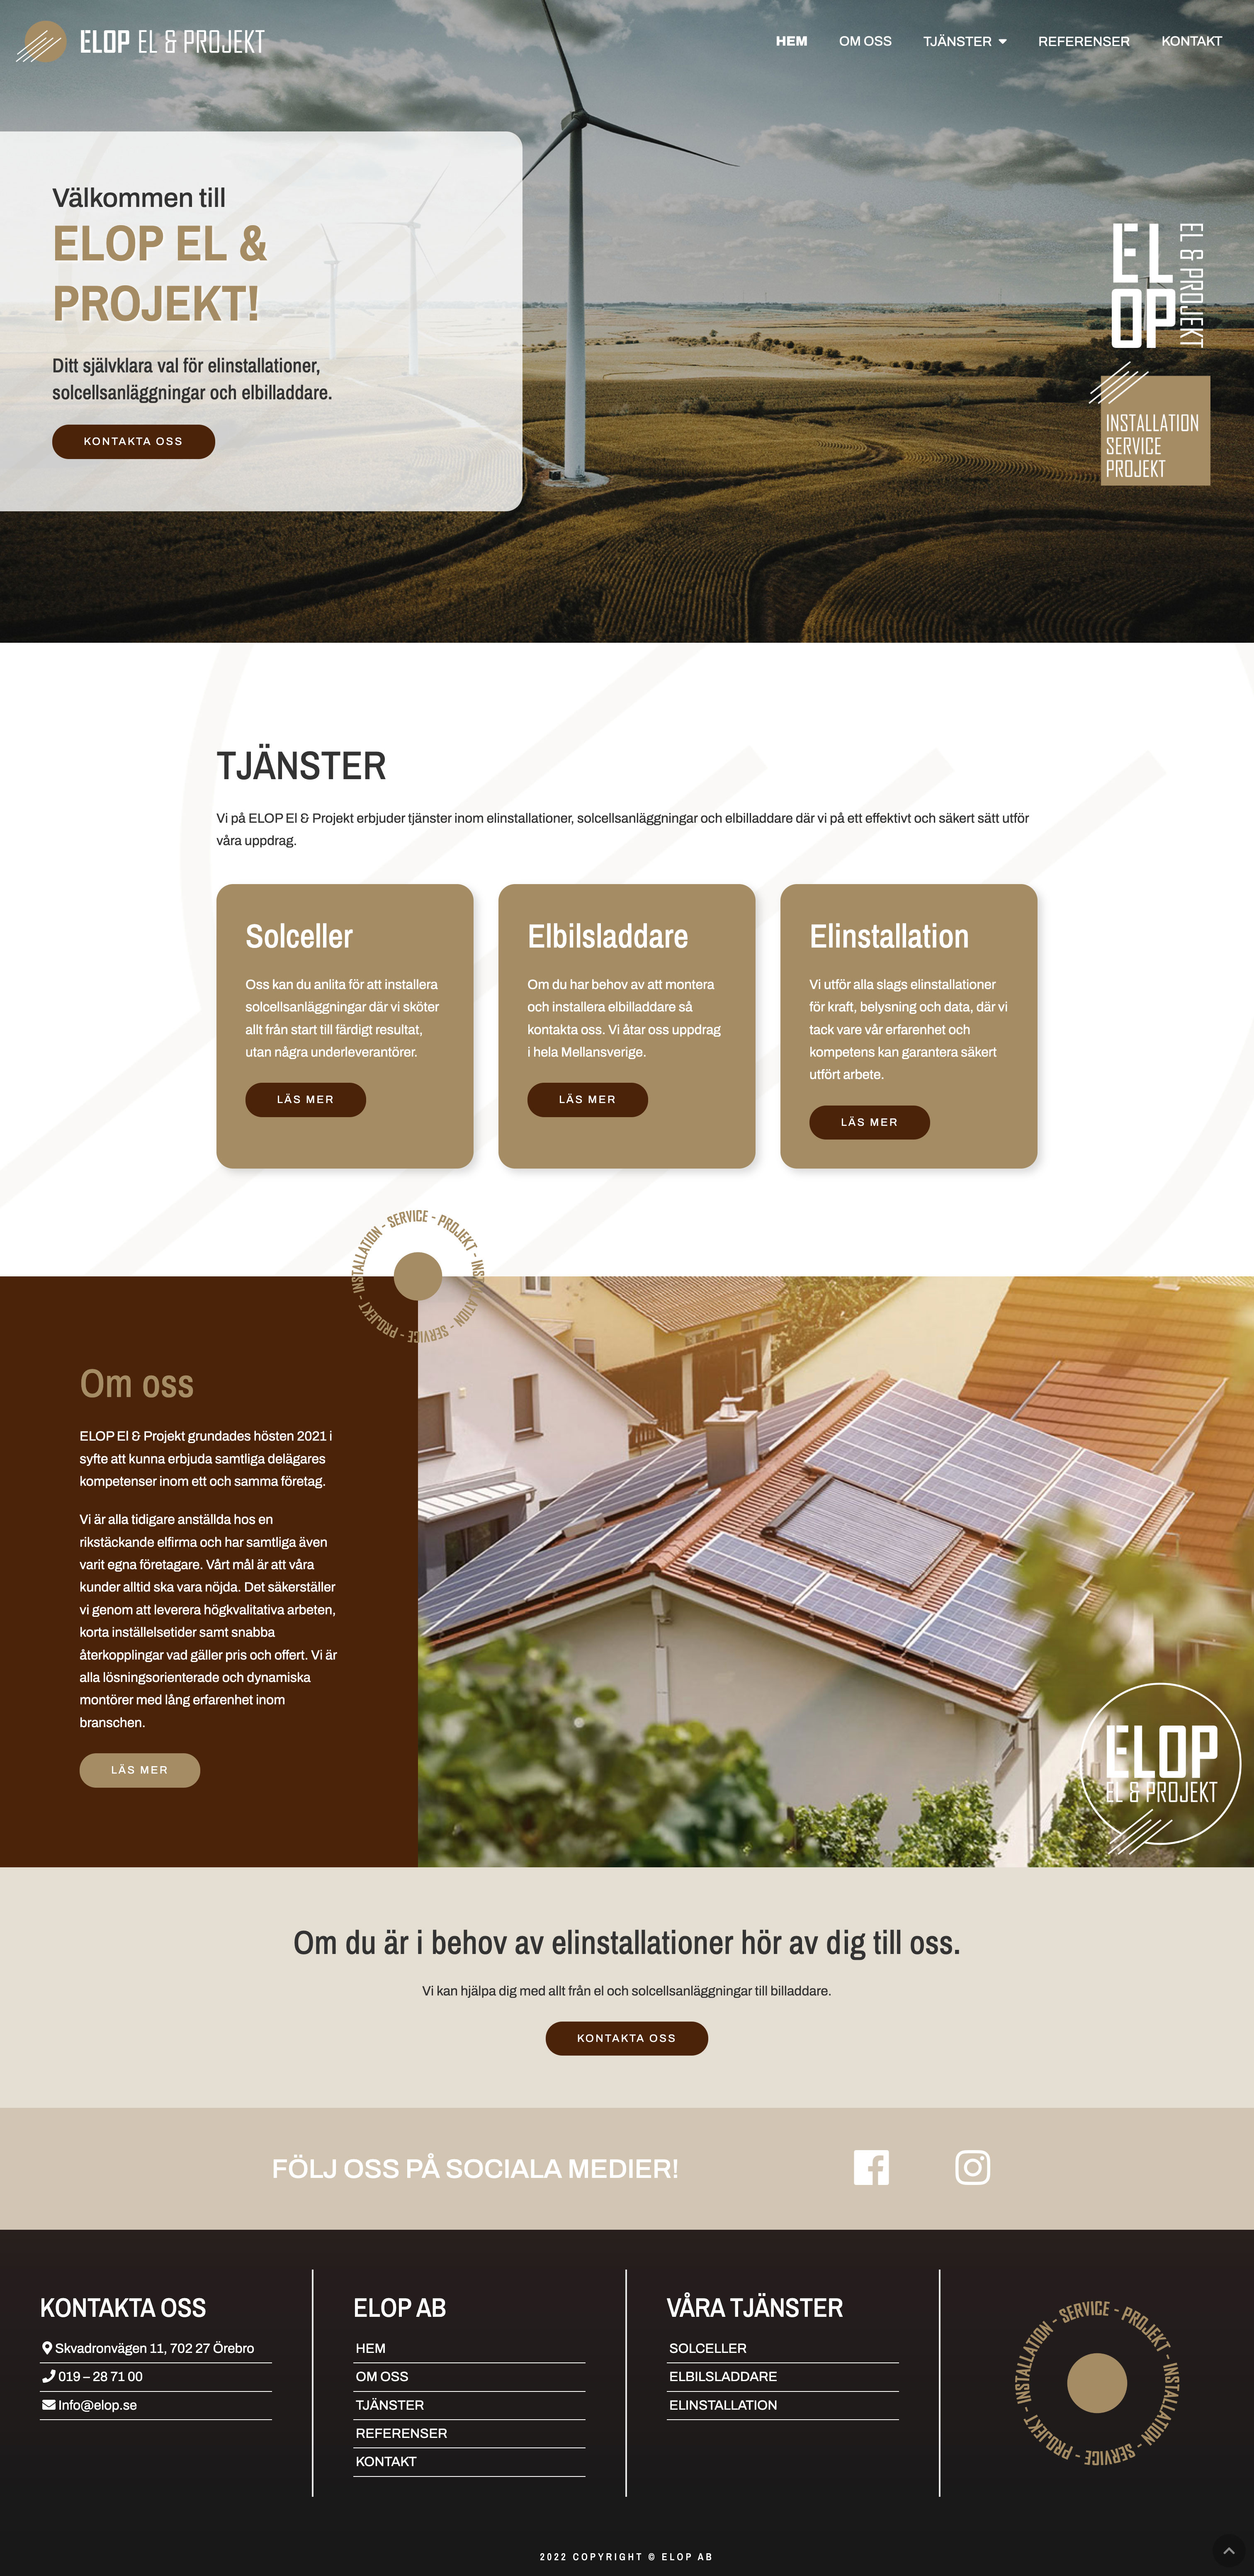 ELOP EL & PROJEKT
HEM
OM OSS
TJÄNSTER
REFERENSER
KONTAKT
Välkommen till
ELOP EL &
PROJEKT!
Ditt självklara val för elinstallationer,
solcellsanläggningar och elbilladdare.
KONTAKTA OSS
EL
OP
EL & PROJEKT
INSTALLATION
SERVICE
PROJEKT
TJÄNSTER
Vi på ELOP El & Projekt erbjuder tjänster inom elinstallationer, solcellsanläggningar och elbilladdare där vi på ett effektivt och säkert sätt utför
våra uppdrag.
Solceller
Oss kan du anlita för att installera
solcellsanläggningar där vi sköter
allt från start till färdigt resultat,
utan några underleverantörer.
LÄS MER
Elbilsladdare
Om du har behov av att montera
och installera elbilladdare så
kontakta oss. Vi åtar oss uppdrag
i hela Mellansverige.
LÄS MER
Elinstallation
Vi utför alla slags elinstallationer
för kraft, belysning och data, där vi
tack vare vår erfarenhet och
kompetens kan garantera säkert
utfört arbete.
LÄS MER
INSTALLATION - SERVICE - PROJEKT - INSTALLATION - SERVICE - PROJEKT -
Om oss
ELOP El & Projekt grundades hösten 2021 i
syfte att kunna erbjuda samtliga delägares
kompetenser inom ett och samma företag.
Vi är alla tidigare anställda hos en
rikstäckande elfirma och har samtliga även
varit egna företagare. Vårt mål är att våra
kunder alltid ska vara nöjda. Det säkerställer
vi genom att leverera högkvalitativa arbeten,
korta inställelsetider samt snabba
återkopplingar vad gäller pris och offert. Vi är
alla lösningsorienterade och dynamiska
montörer med lång erfarenhet inom
branschen.
LÄS MER
ELOP
EL & PROJEKT
Om du är i behov av elinstallationer hör av dig till oss.
Vi kan hjälpa dig med allt från el och solcellsanläggningar till billaddare.
KONTAKTA OSS
FÖLJ OSS PÅ SOCIALA MEDIER!
KONTAKTA OSS
Skvadronvägen 11, 702 27 Örebro
019 – 28 71 00
Info@elop.se
ELOP AB
HEM
OM OSS
TJÄNSTER
REFERENSER
KONTAKT
VÅRA TJÄNSTER
SOLCELLER
ELBILSLADDARE
ELINSTALLATION
INSTALLATION - SERVICE - PROJEKT - INSTALLATION - SERVICE - PROJEKT -
2022 COPYRIGHT © ELOP AB